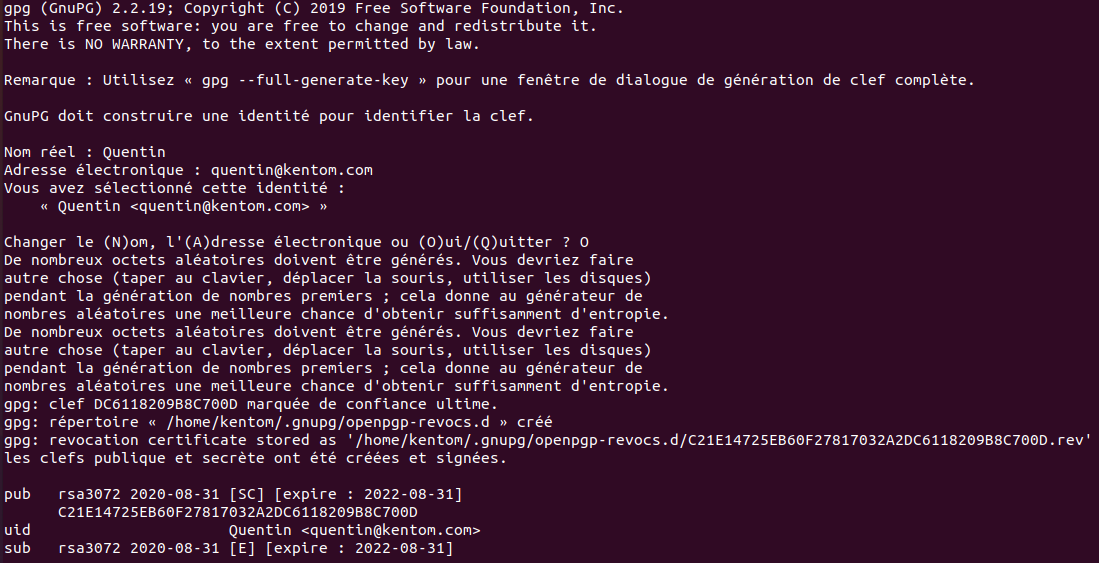 gpg (GnuPG) 2.2.19; Copyright (C) 2019 Free Software Foundation, Inc.
This is free software: you are free to change and redistribute it.
There is NO WARRANTY, to the extent permitted by law.
Remarque : Utilisez « gpg --full-generate-key » pour une fenêtre de dialogue de génération de clef complète.
GnuPG doit construire une identité pour identifier la clef.
Nom réel : Quentin
Adresse électronique : quentin@kentom.com
Vous avez sélectionné cette identité :
« Quentin <quentin@kentom.com> »
Changer le (N)om, l'(A)dresse électronique ou (O)ui/(Q)uitter ? O
De nombreux octets aléatoires doivent être générés. Vous devriez faire
autre chose (taper au clavier, déplacer la souris, utiliser les disques)
pendant la génération de nombres premiers ; cela donne au générateur de
nombres aléatoires une meilleure chance d'obtenir suffisamment d'entropie.
De nombreux octets aléatoires doivent être générés. Vous devriez faire
autre chose (taper au clavier, déplacer la souris, utiliser les disques)
pendant la génération de nombres premiers ; cela donne au générateur de
nombres aléatoires une meilleure chance d'obtenir suffisamment d'entropie.
gpg: clef DC6118209B8C700D marquée de confiance ultime.
gpg: répertoire « /home/kentom/.gnupg/openpgp-revocs.d » créé
gpg: revocation certificate stored as '/home/kentom/.gnupg/openpgp-revocs.d/C21E14725EB60F27817032A2DC6118209B8C700D.rev'
les clefs publique et secrète ont été créées et signées.
pub   rsa3072 2020-08-31 [SC] [expire : 2022-08-31]
C21E14725EB60F27817032A2DC6118209B8C700D
uid                      Quentin <quentin@kentom.com>
sub   rsa3072 2020-08-31 [E] [expire : 2022-08-31]